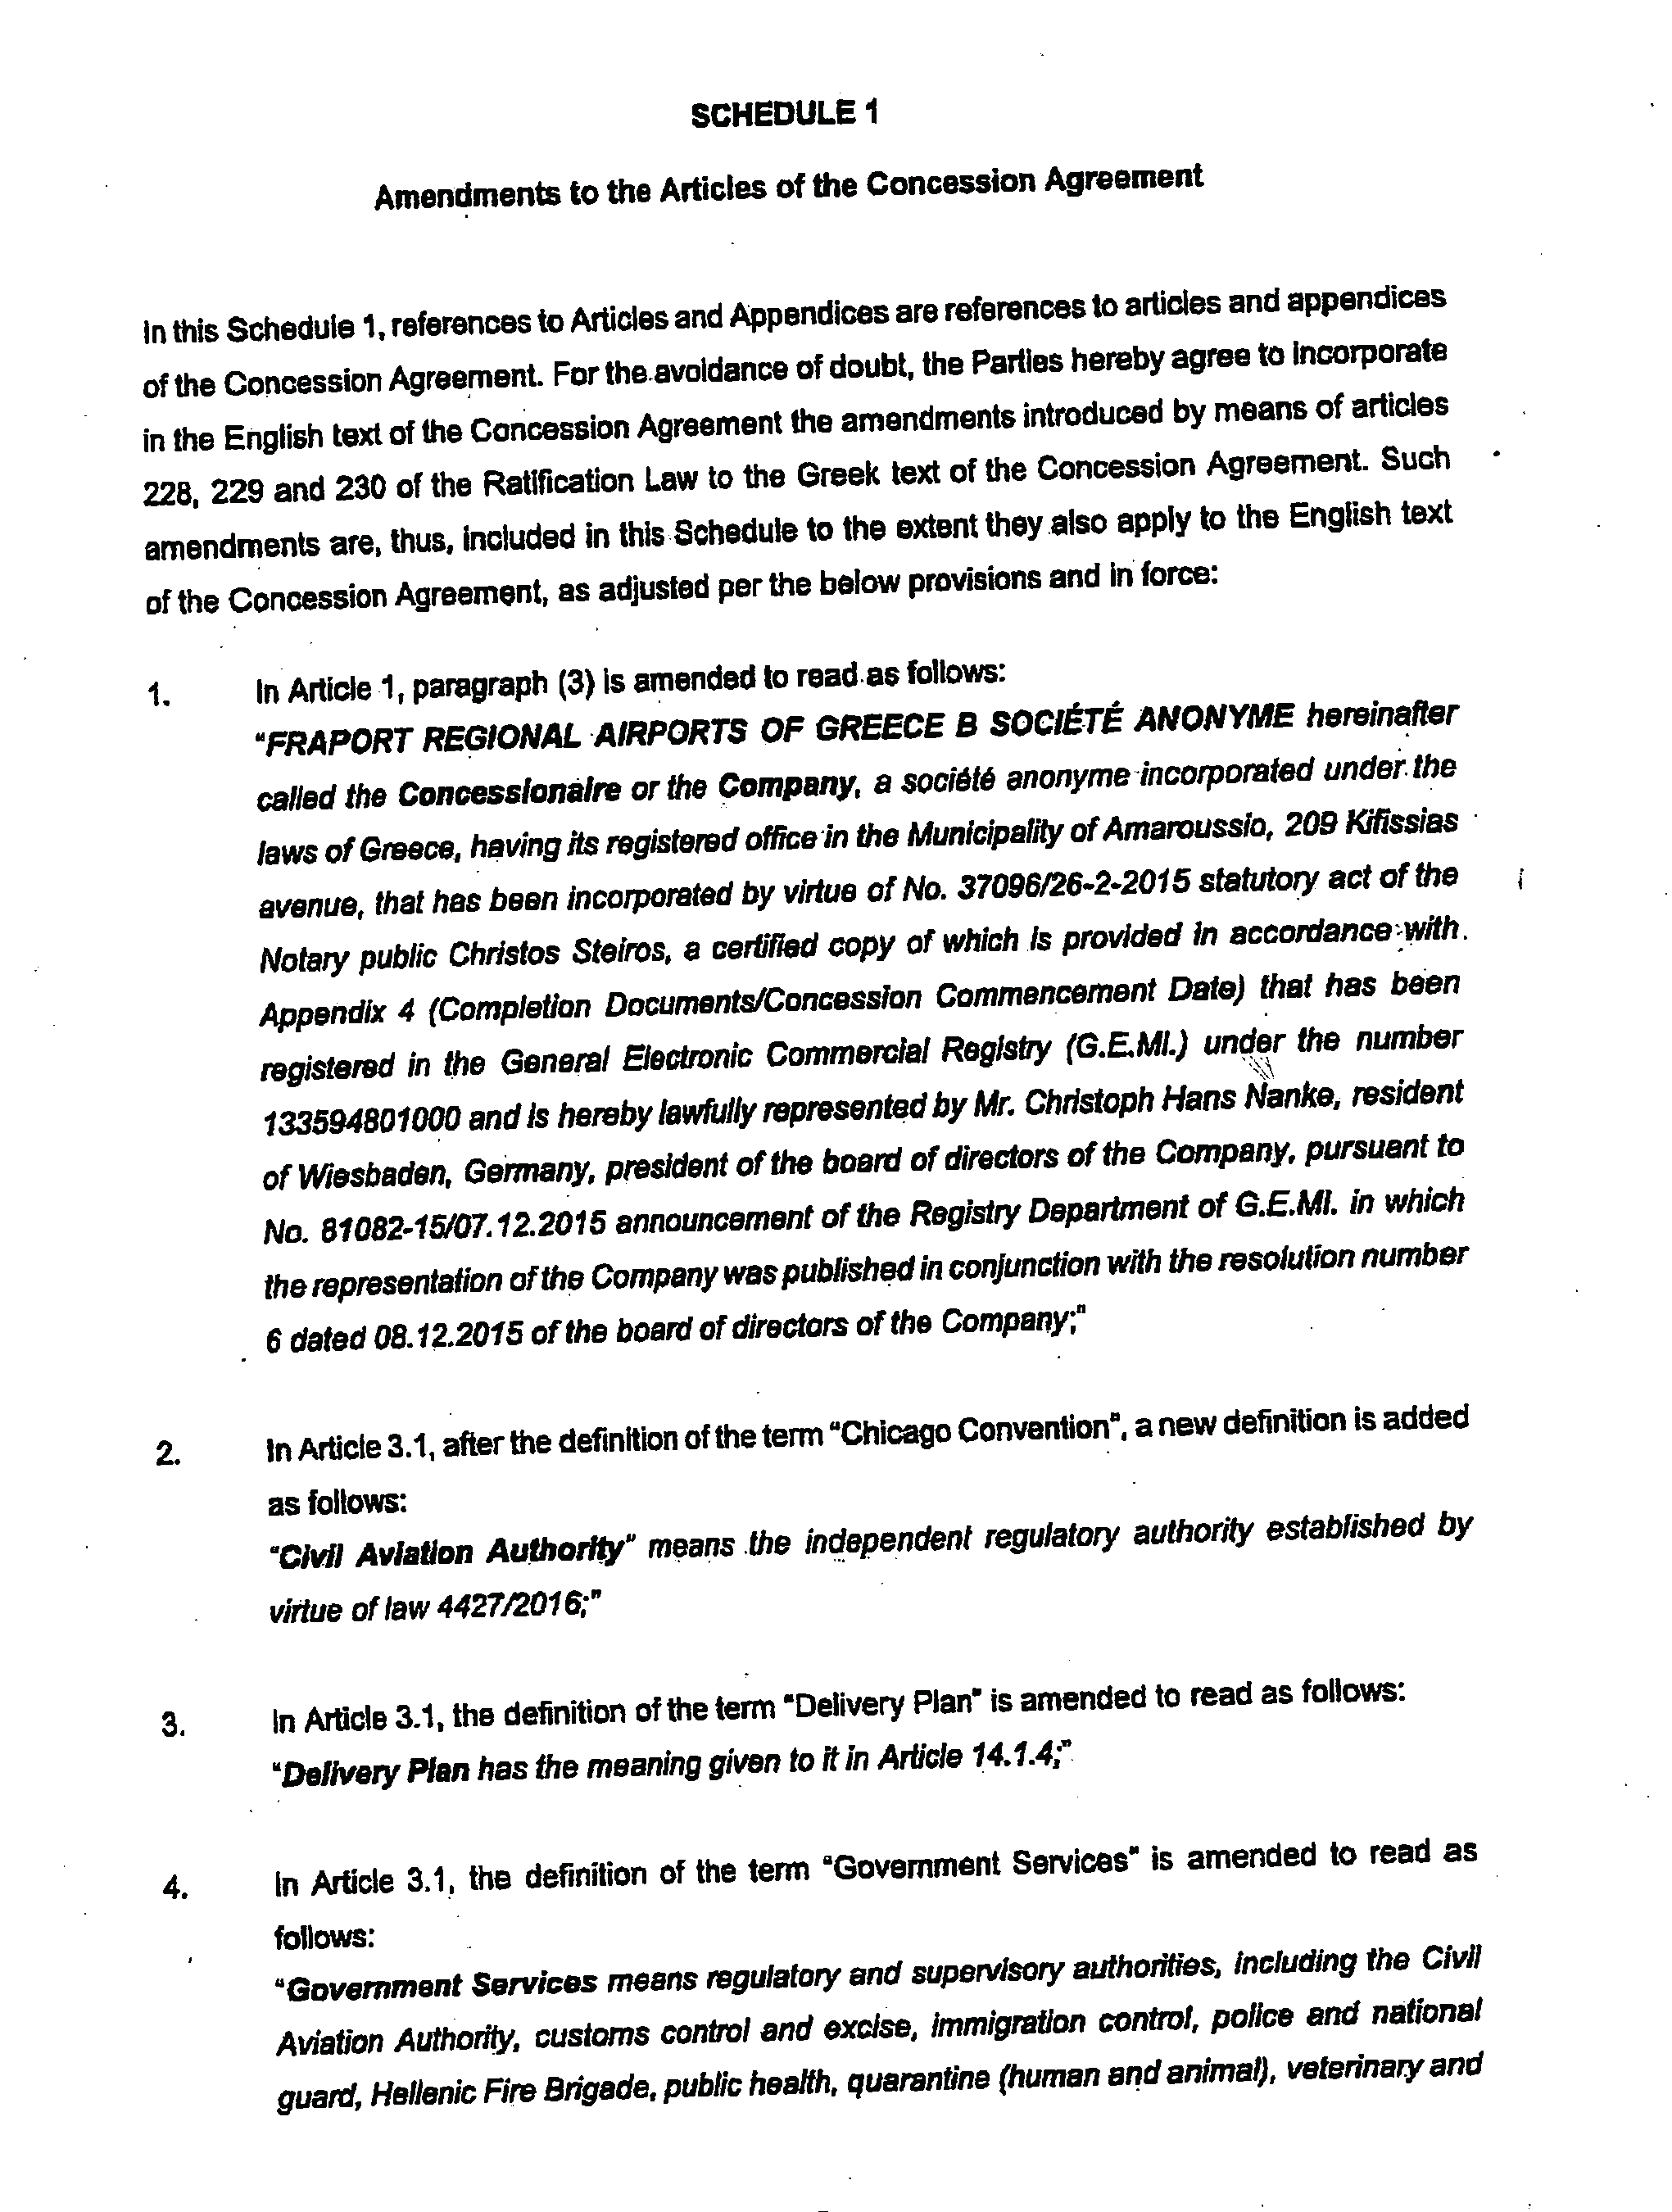 SCHEDULE 1
Amendments to the Articles of the Concession Agreement
In this Schedule 1, references to Articles and Appendices are references to articles and appendices
of the Concession Agreement. For the avoidance of doubt, the Parties hereby agree to incorporate
in the English text of the Concession Agreement the amendments introduced by means of articles
228, 229 and 230 of the Ratification Law to the Greek text of the Concession Agreement. Such
amendments are, thus, included in this Schedule to the extent they also apply to the English text
of the Concession Agreement, as adjusted per the below provisions and in force:
1. In Article 1, paragraph (3) is amended to read as follows:
"FRAPORT REGIONAL AIRPORTS OF GREECE B SOCIÉTÉ ANONYME hereinafter
called the Concessionaire or the Company, a société anonyme incorporated under the
laws of Greece, having its registered office in the Municipality of Amaroussio, 209 Kifissias
avenue, that has been incorporated by virtue of No. 37096/26-2-2015 statutory act of the
Notary public Christos Steiros, a certified copy of which is provided in accordance with
Appendix 4 (Completion Documents/Concession Commencement Date) that has been
registered in the General Electronic Commercial Registry (G.E.MI.) under the number
133594801000 and is hereby lawfully represented by Mr. Christoph Hans Nanke, resident
of Wiesbaden, Germany, president of the board of directors of the Company, pursuant to
No. 81082-15/07.12.2015 announcement of the Registry Department of G.E.MI. in which
the representation of the Company was published in conjunction with the resolution number
6 dated 08.12.2015 of the board of directors of the Company;"
2. In Article 3.1, after the definition of the term "Chicago Convention", a new definition is added
as follows:
"Civil Aviation Authority" means the independent regulatory authority established by
virtue of law 4427/2016;"
3. In Article 3.1, the definition of the term "Delivery Plan" is amended to read as follows:
"Delivery Plan has the meaning given to it in Article 14.1.4;"
4. In Article 3.1, the definition of the term "Government Services" is amended to read as
follows:
"Government Services means regulatory and supervisory authorities, including the Civil
Aviation Authority, customs control and excise, immigration control, police and national
guard, Hellenic Fire Brigade, public health, quarantine (human and animal), veterinary and